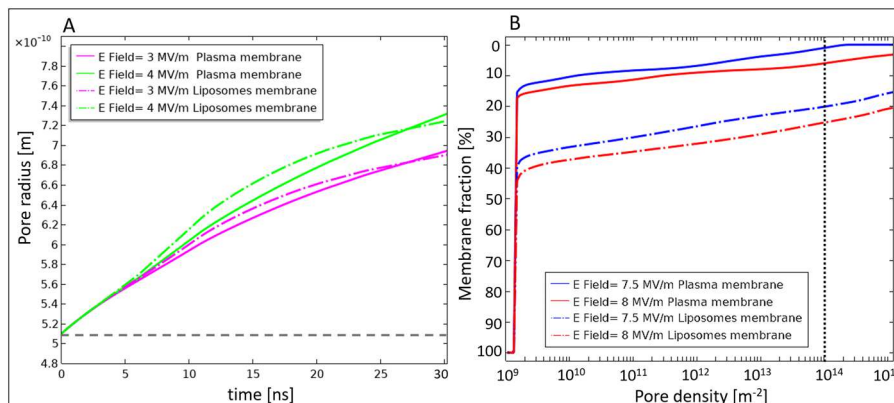 A
×10⁻¹⁰
E Field= 3 MV/m Plasma membrane
E Field= 4 MV/m Plasma membrane
E Field= 3 MV/m Liposomes membrane
E Field= 4 MV/m Liposomes membrane
8
7.8
7.6
7.4
7.2
7
6.8
6.6
6.4
6.2
6
5.8
5.6
5.4
5.2
5
4.8
Pore radius [m]
0 5 10 15 20 25 30
time [ns]
B
0
10
20
30
40
50
60
70
80
90
100
Membrane fraction [%]
E Field= 7.5 MV/m Plasma membrane
E Field= 8 MV/m Plasma membrane
E Field= 7.5 MV/m Liposomes membrane
E Field= 8 MV/m Liposomes membrane
10⁹ 10¹⁰ 10¹¹ 10¹² 10¹³ 10¹⁴
Pore density [m⁻²]